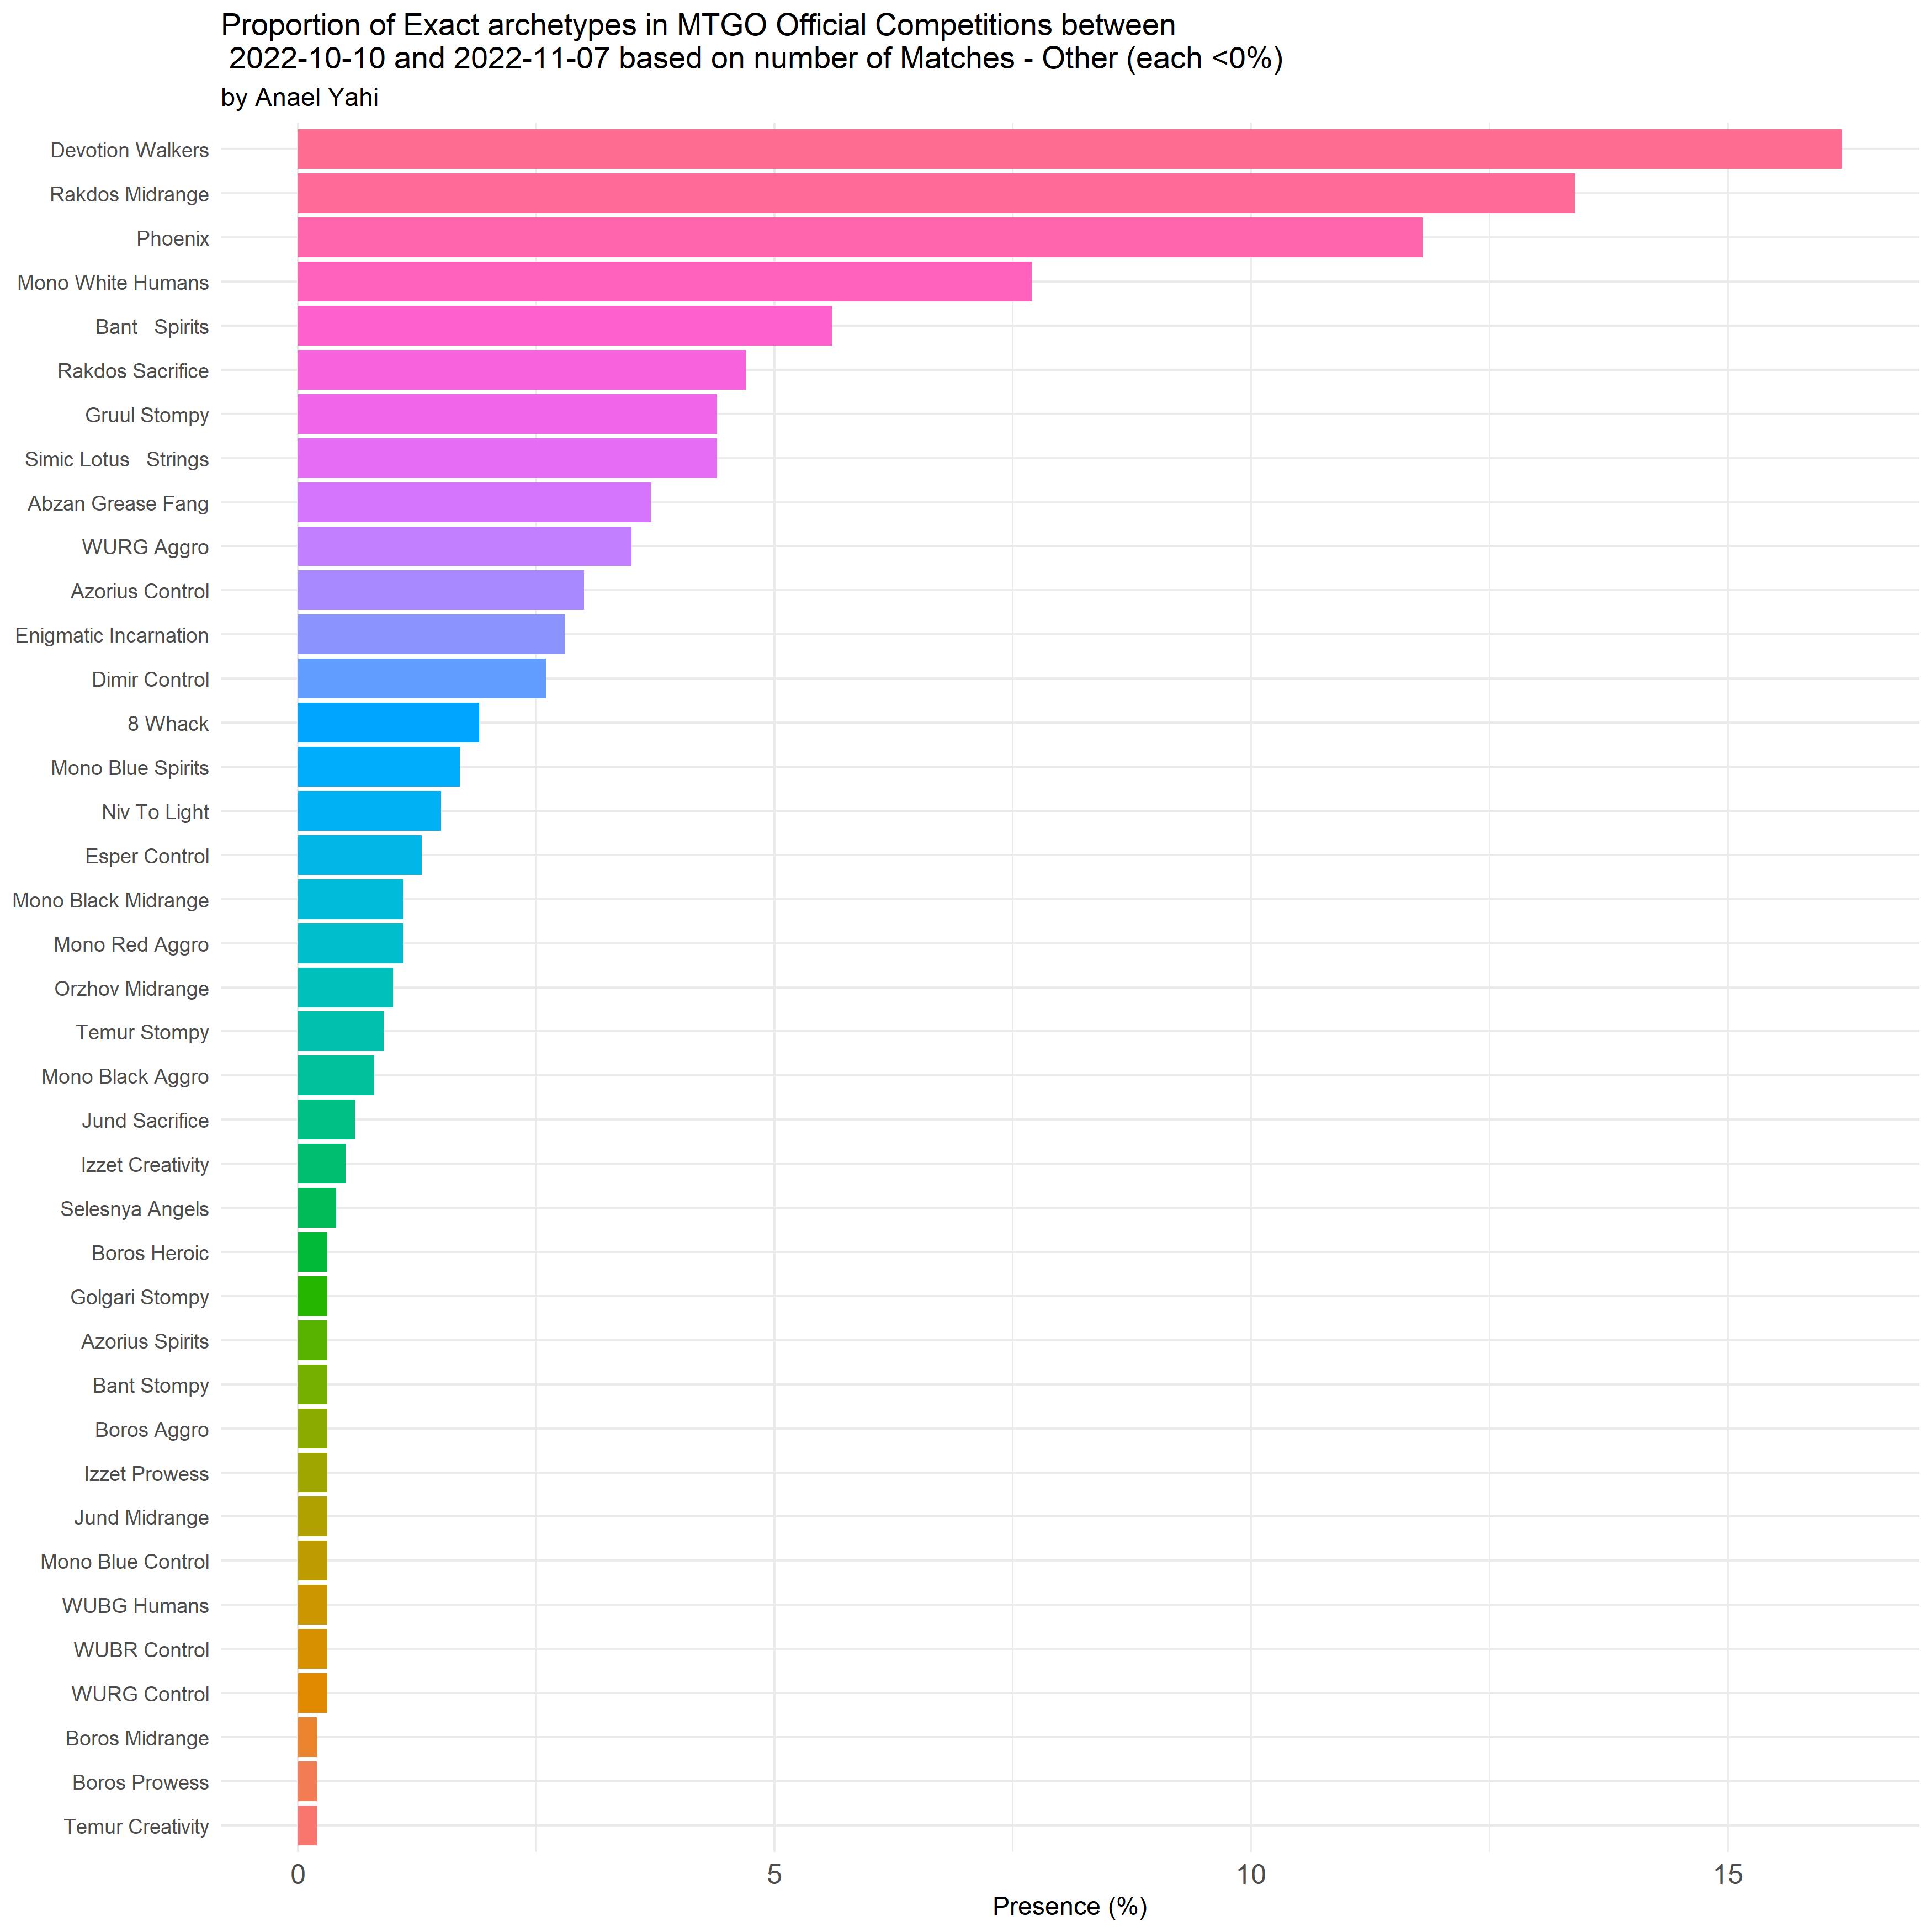 Proportion of Exact archetypes in MTGO Official Competitions between
2022-10-10 and 2022-11-07 based on number of Matches - Other (each <0%)
by Anael Yahi
Devotion Walkers
Rakdos Midrange
Phoenix
Mono White Humans
Bant   Spirits
Rakdos Sacrifice
Gruul Stompy
Simic Lotus   Strings
Abzan Grease Fang
WURG Aggro
Azorius Control
Enigmatic Incarnation
Dimir Control
8 Whack
Mono Blue Spirits
Niv To Light
Esper Control
Mono Black Midrange
Mono Red Aggro
Orzhov Midrange
Temur Stompy
Mono Black Aggro
Jund Sacrifice
Izzet Creativity
Selesnya Angels
Boros Heroic
Golgari Stompy
Azorius Spirits
Bant Stompy
Boros Aggro
Izzet Prowess
Jund Midrange
Mono Blue Control
WUBG Humans
WUBR Control
WURG Control
Boros Midrange
Boros Prowess
Temur Creativity
0 5 10 15
Presence (%)